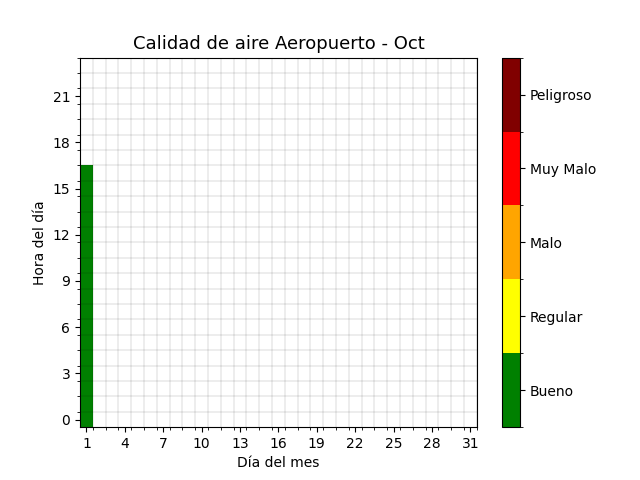 Calidad de aire Aeropuerto - Oct
21
18
15
12
9
6
3
0
Hora del día
1 4 7 10 13 16 19 22 25 28 31
Día del mes
Peligroso
Muy Malo
Malo
Regular
Bueno